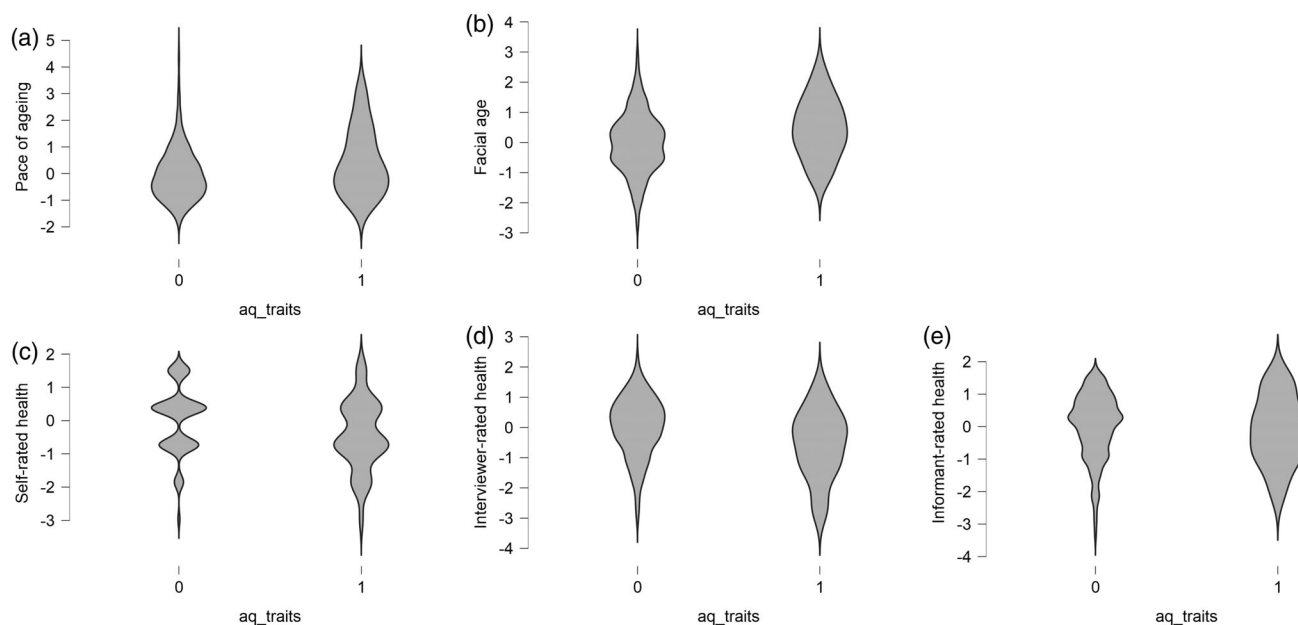 (a)
Pace of ageing
5
4
3
2
1
0
-1
-2
0 1
aq_traits
(b)
Facial age
4
3
2
1
0
-1
-2
-3
0 1
aq_traits
(c)
Self-rated health
2
1
0
-1
-2
-3
0 1
aq_traits
(d)
Interviewer-rated health
3
2
1
0
-1
-2
-3
-4
0 1
aq_traits
(e)
Informant-rated health
2
1
0
-1
-2
-3
-4
0 1
aq_traits